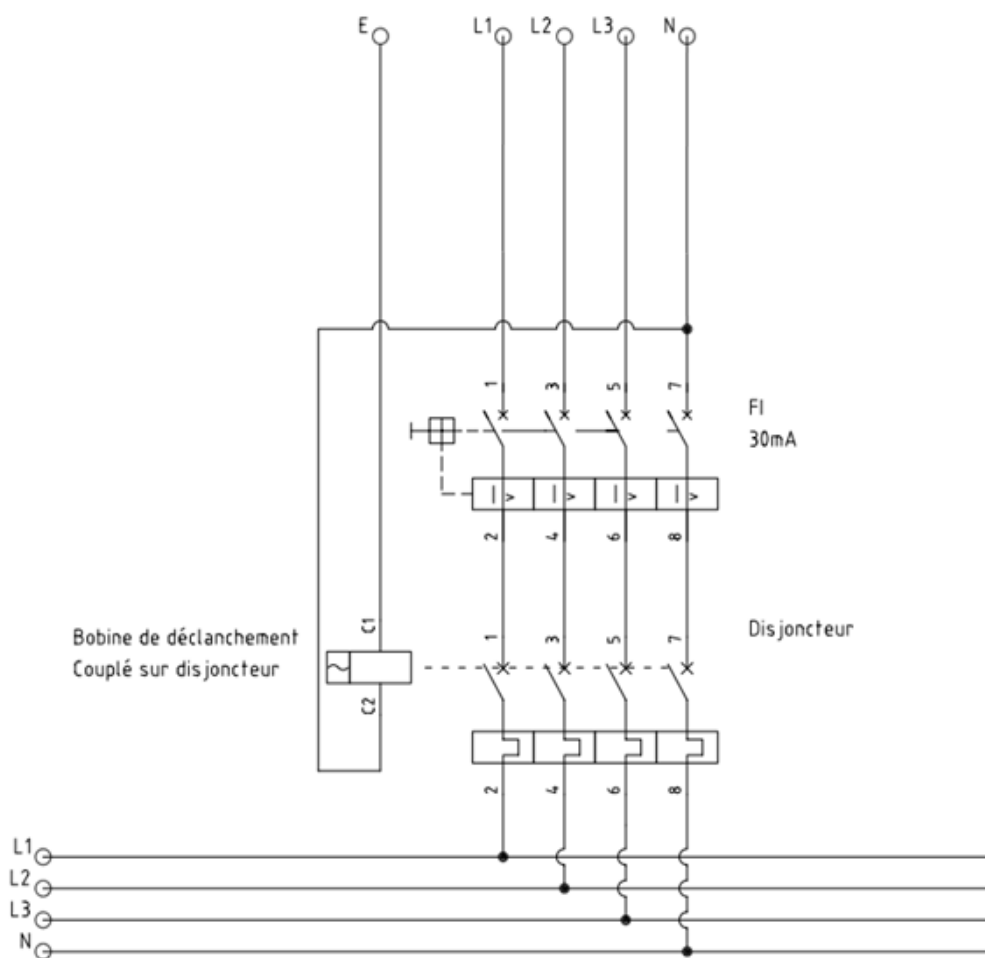 E L1 L2 L3 N
1 3 5 7
FI
30mA
2 4 6 8
C1
Bobine de déclanchement
Couplé sur disjoncteur
C2
1 3 5 7
Disjoncteur
2 4 6 8
L1
L2
L3
N